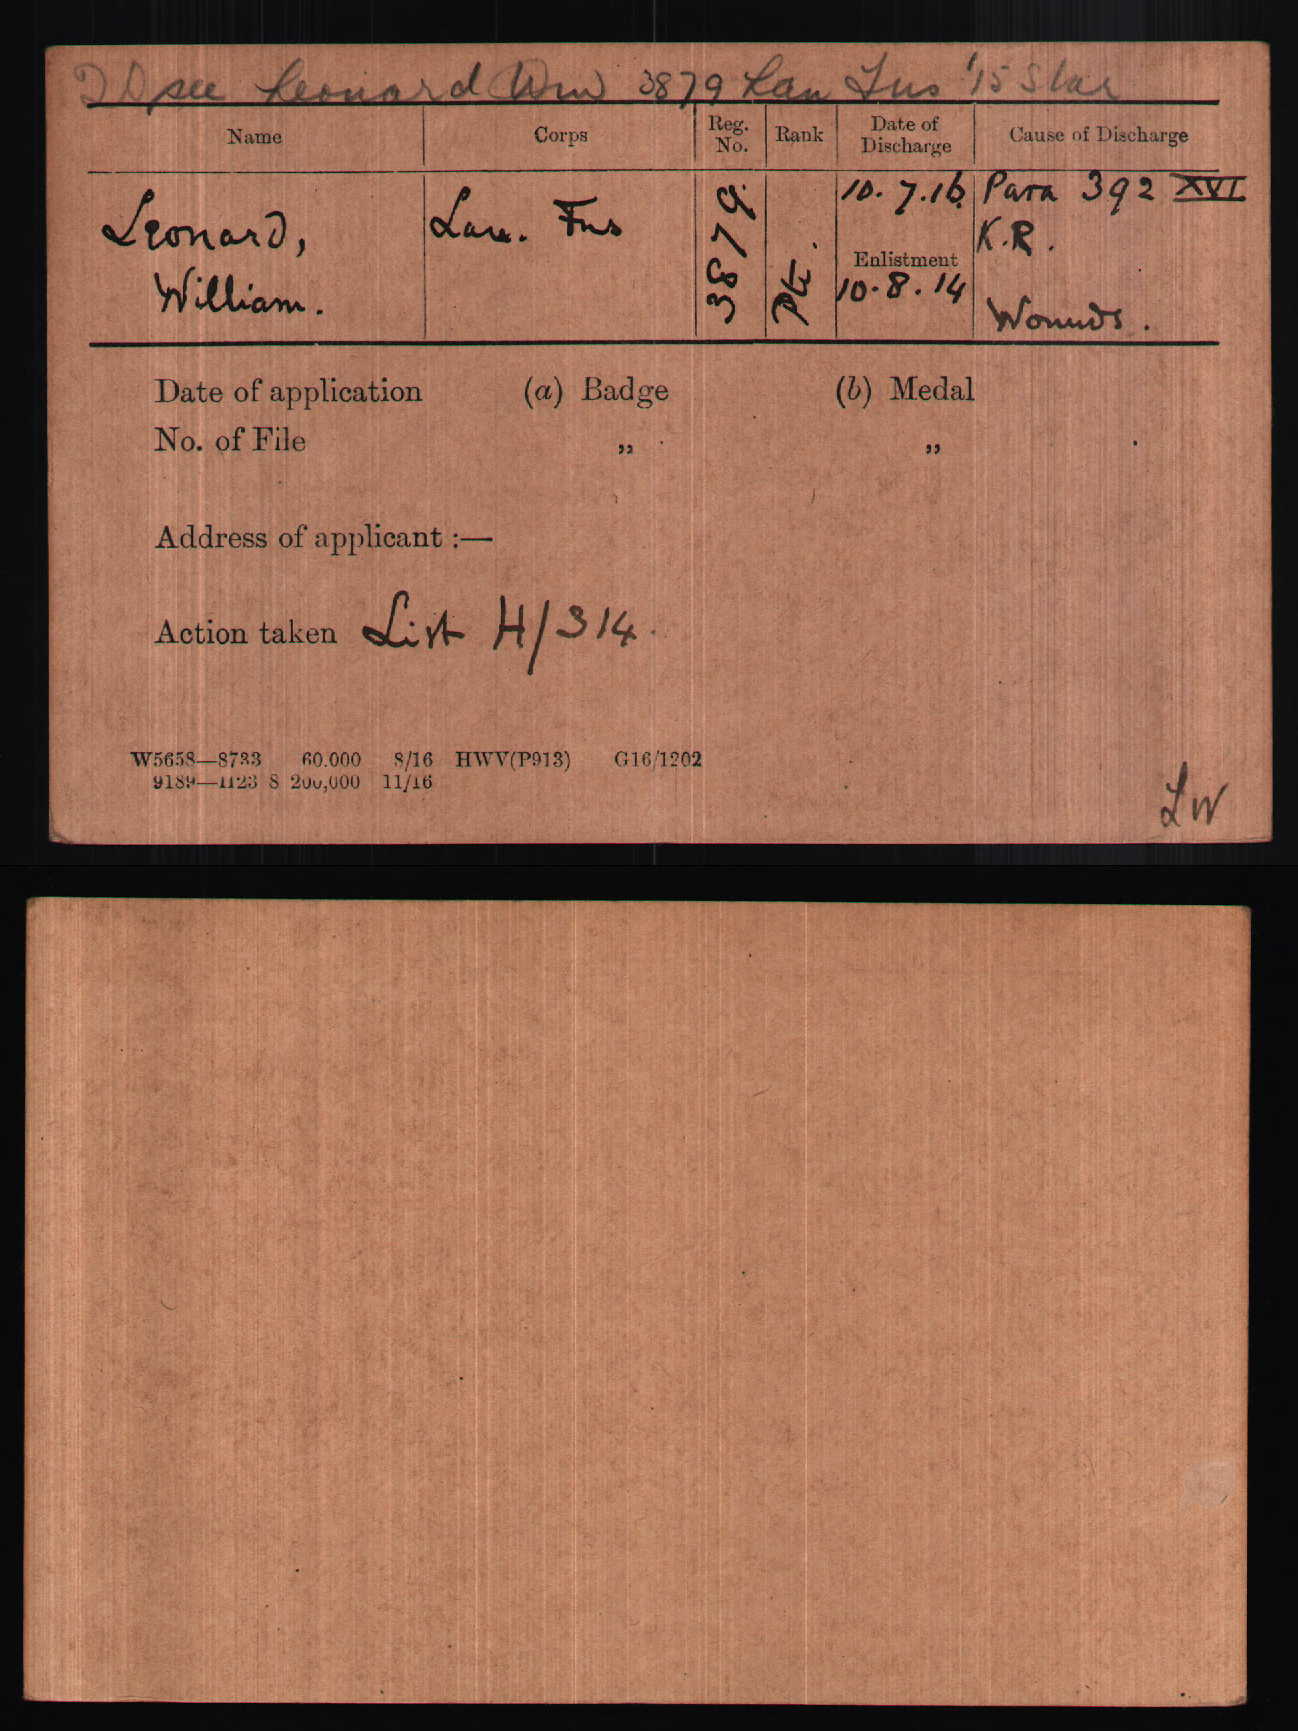 see Leonard Wm 3879 Lan Fus '15 Star
Name Corps Reg. No. Rank Date of Discharge Cause of Discharge
Leonard, William. Lan. Fus 3879. Pte. 10.7.16. Para 392 XVI
K.R.
Enlistment
10.8.14 Wounds.
Date of application (a) Badge (b) Medal
No. of File „ „
Address of applicant :—
Action taken List H/314.
W5658—8733 60.000 8/16 HWV(P913) G16/1202
9189—1123 S 200,000 11/16
LW